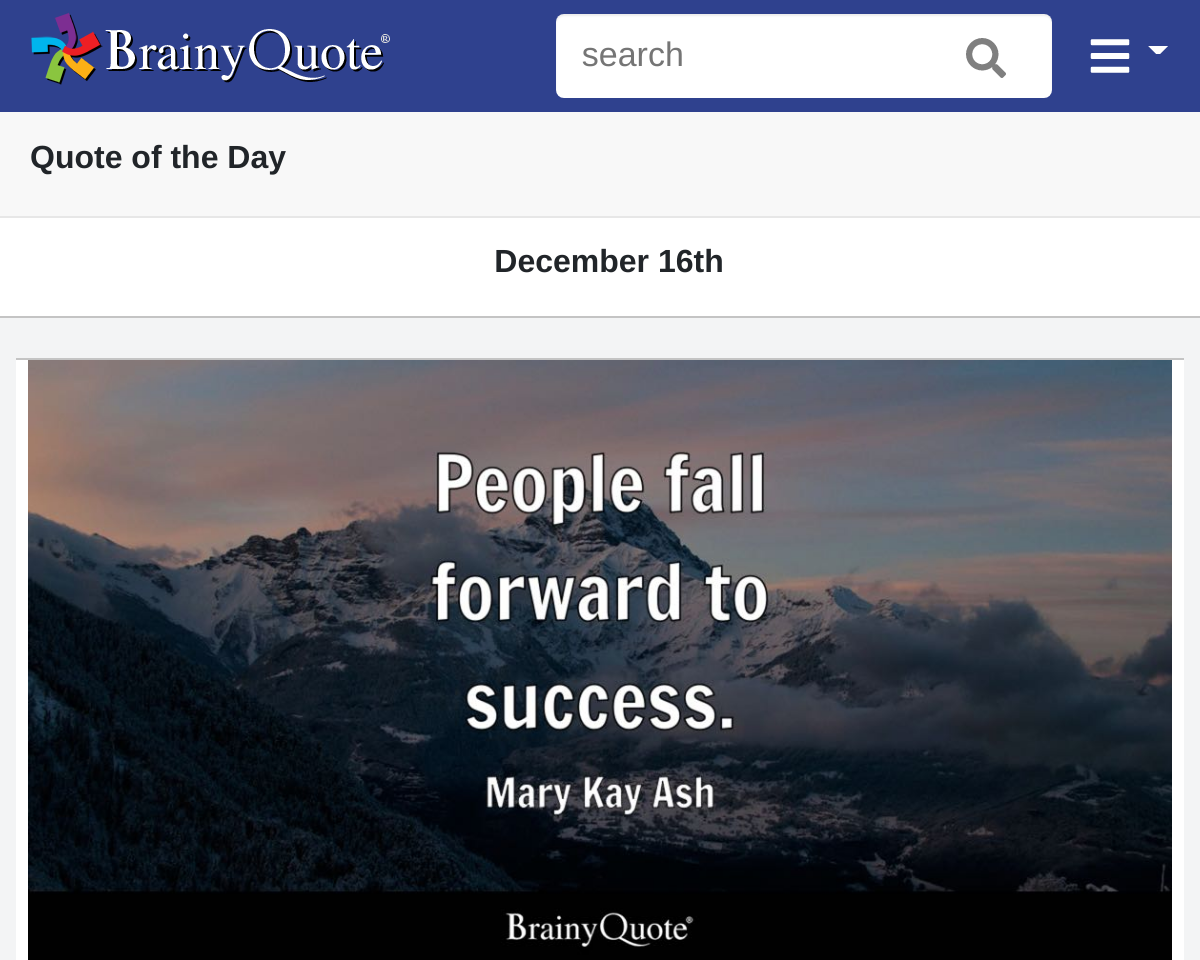 BrainyQuote®
search
Quote of the Day
December 16th
People fall
forward to
success.
Mary Kay Ash
BrainyQuote®